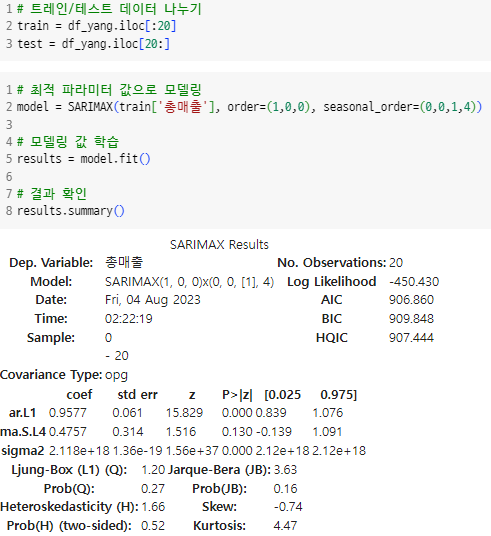 1 # 트레인/테스트 데이터 나누기
2 train = df_yang.iloc[:20]
3 test = df_yang.iloc[20:]
1 # 최적 파라미터 값으로 모델링
2 model = SARIMAX(train['총매출'], order=(1,0,0), seasonal_order=(0,0,1,4))
3
4 # 모델링 값 학습
5 results = model.fit()
6
7 # 결과 확인
8 results.summary()
SARIMAX Results
Dep. Variable: 총매출 No. Observations: 20
Model: SARIMAX(1, 0, 0)x(0, 0, [1], 4) Log Likelihood -450.430
Date: Fri, 04 Aug 2023 AIC 906.860
Time: 02:22:19 BIC 909.848
Sample: 0 HQIC 907.444
- 20
Covariance Type: opg
coef std err z P>|z| [0.025 0.975]
ar.L1 0.9577 0.061 15.829 0.000 0.839 1.076
ma.S.L4 0.4757 0.314 1.516 0.130 -0.139 1.091
sigma2 2.118e+18 1.36e-19 1.56e+37 0.000 2.12e+18 2.12e+18
Ljung-Box (L1) (Q): 1.20 Jarque-Bera (JB): 3.63
Prob(Q): 0.27 Prob(JB): 0.16
Heteroskedasticity (H): 1.66 Skew: -0.74
Prob(H) (two-sided): 0.52 Kurtosis: 4.47